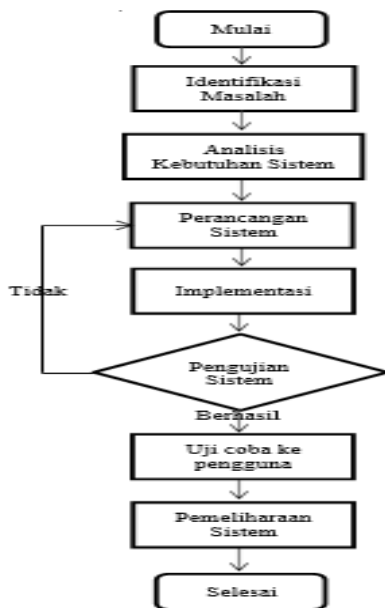 Mulai
Identifikasi
Masalah
Analisis
Kebutuhan Sistem
Perancangan
Sistem
Tidak
Implementasi
Pengujian
Sistem
Berhasil
Uji coba ke
pengguna
Pemeliharaan
Sistem
Selesai